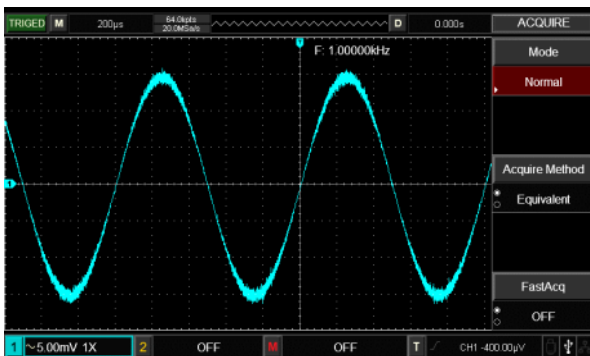 TRIGED M 200μs 64.0kpts D 0.000s ACQUIRE
20.0MSa/s
F: 1.00000kHz
Mode
Normal
Acquire Method
1
Equivalent
FastAcq
OFF
1 ~5.00mV 1X 2 OFF M OFF T CH1 -400.00μV